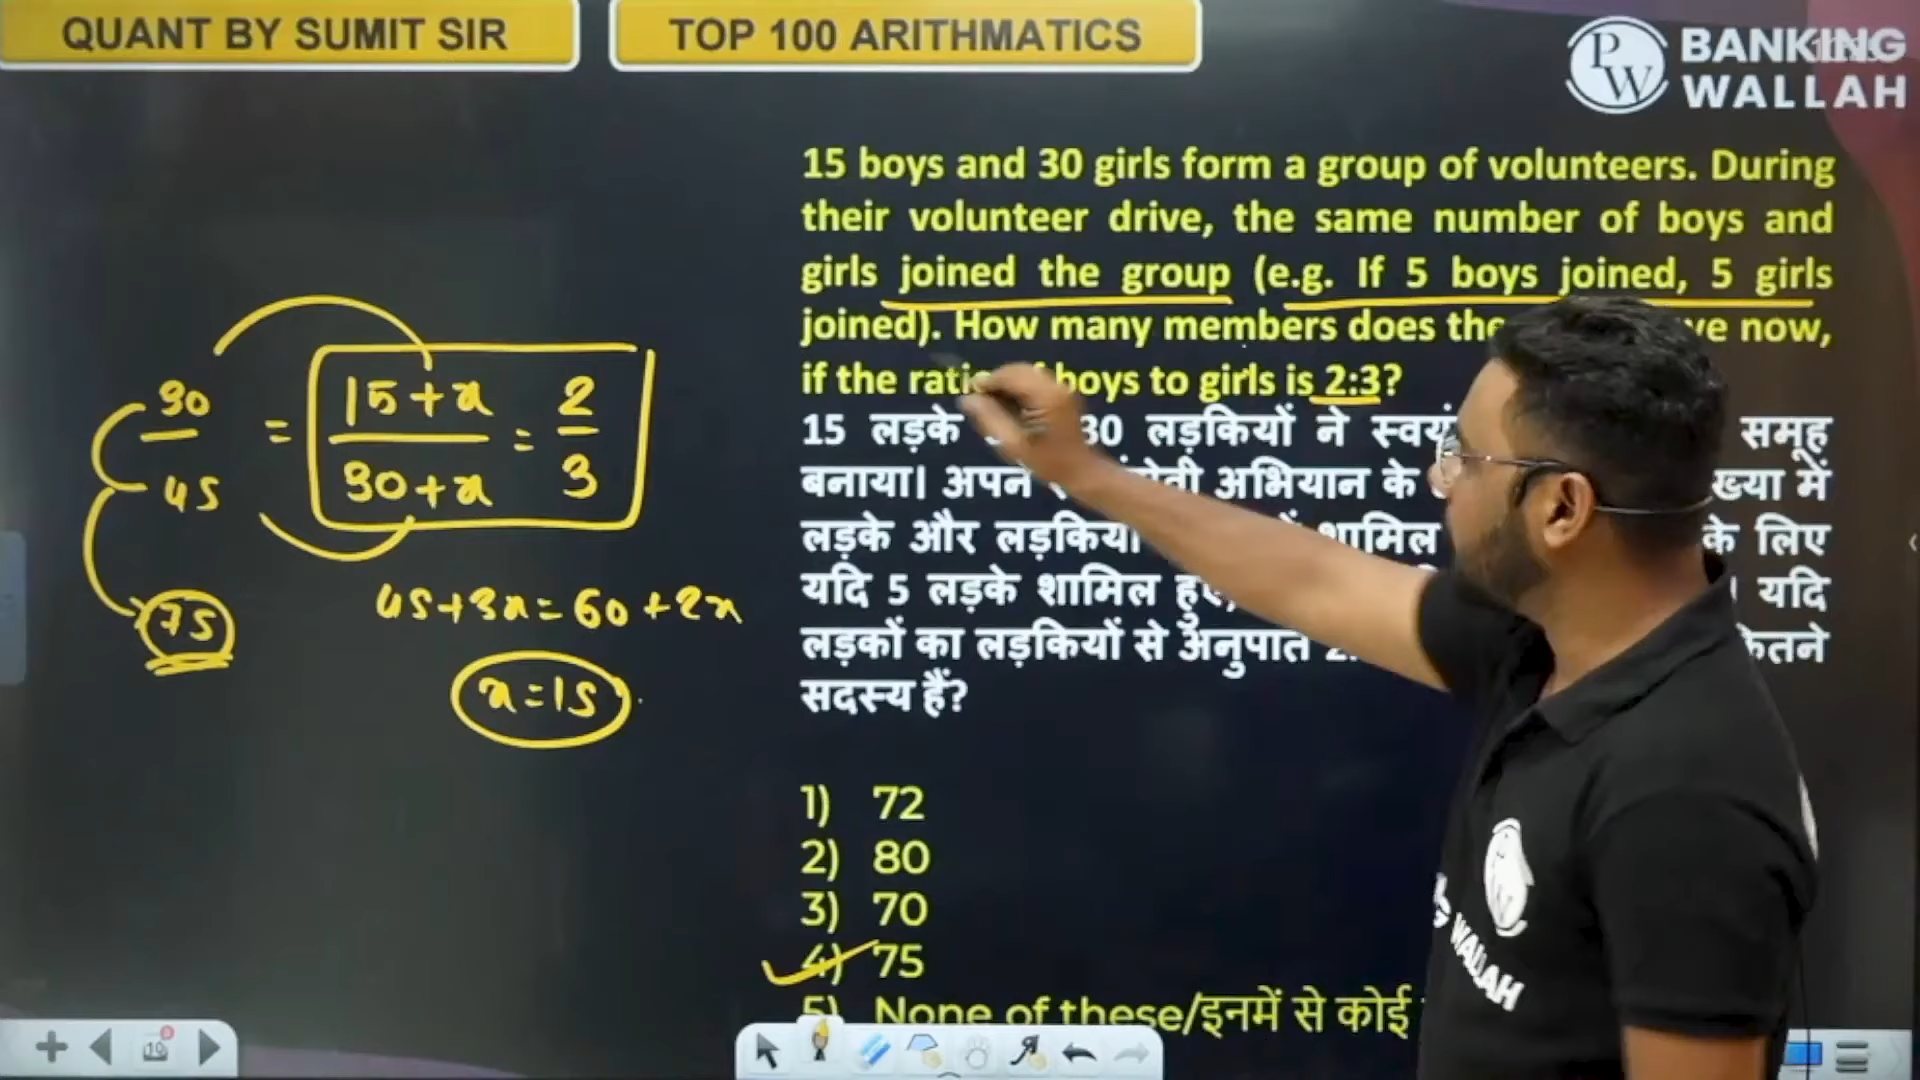 QUANT BY SUMIT SIR
TOP 100 ARITHMATICS
BANKING
WALLAH
15 boys and 30 girls form a group of volunteers. During
their volunteer drive, the same number of boys and
girls joined the group (e.g. If 5 boys joined, 5 girls
joined). How many members does the now,
if the boys to girls is 2:3?
15 लड़के 30 लड़कियों ने समूह
बनाया। अपने अभियान के में
लड़के और शामिल के लिए
यदि 5 लड़के शामिल यदि
लड़कों का लड़कियों से अनुपात
सदस्य हैं?
1) 72
2) 80
3) 70
4) 75
5) None of these/इनमें से कोई
30
45
75
= 15+x / 30+x = 2 / 3
45+3x=60+2x
x=15
WALLAH